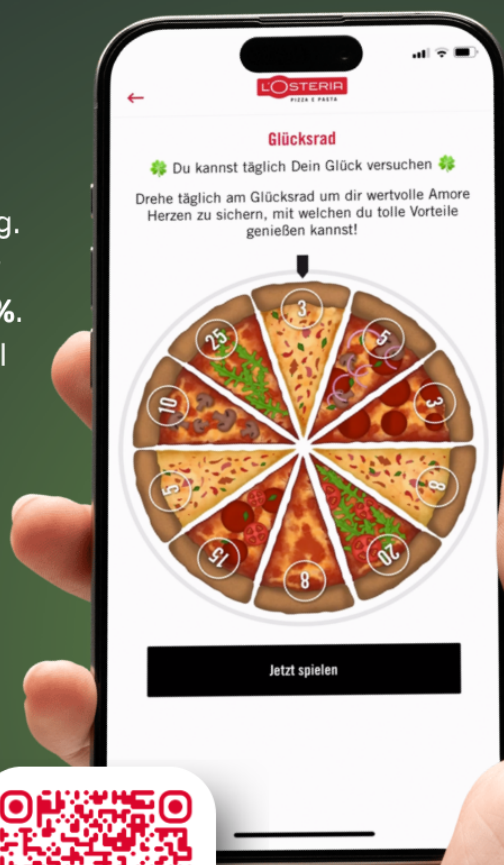 L'OSTERIA
PIZZA E PASTA
Glücksrad
🍀 Du kannst täglich Dein Glück versuchen 🍀
Drehe täglich am Glücksrad um dir wertvolle Amore
Herzen zu sichern, mit welchen du tolle Vorteile
genießen kannst!
g.
%.
l
3
5
3
8
20
8
15
5
10
25
Jetzt spielen